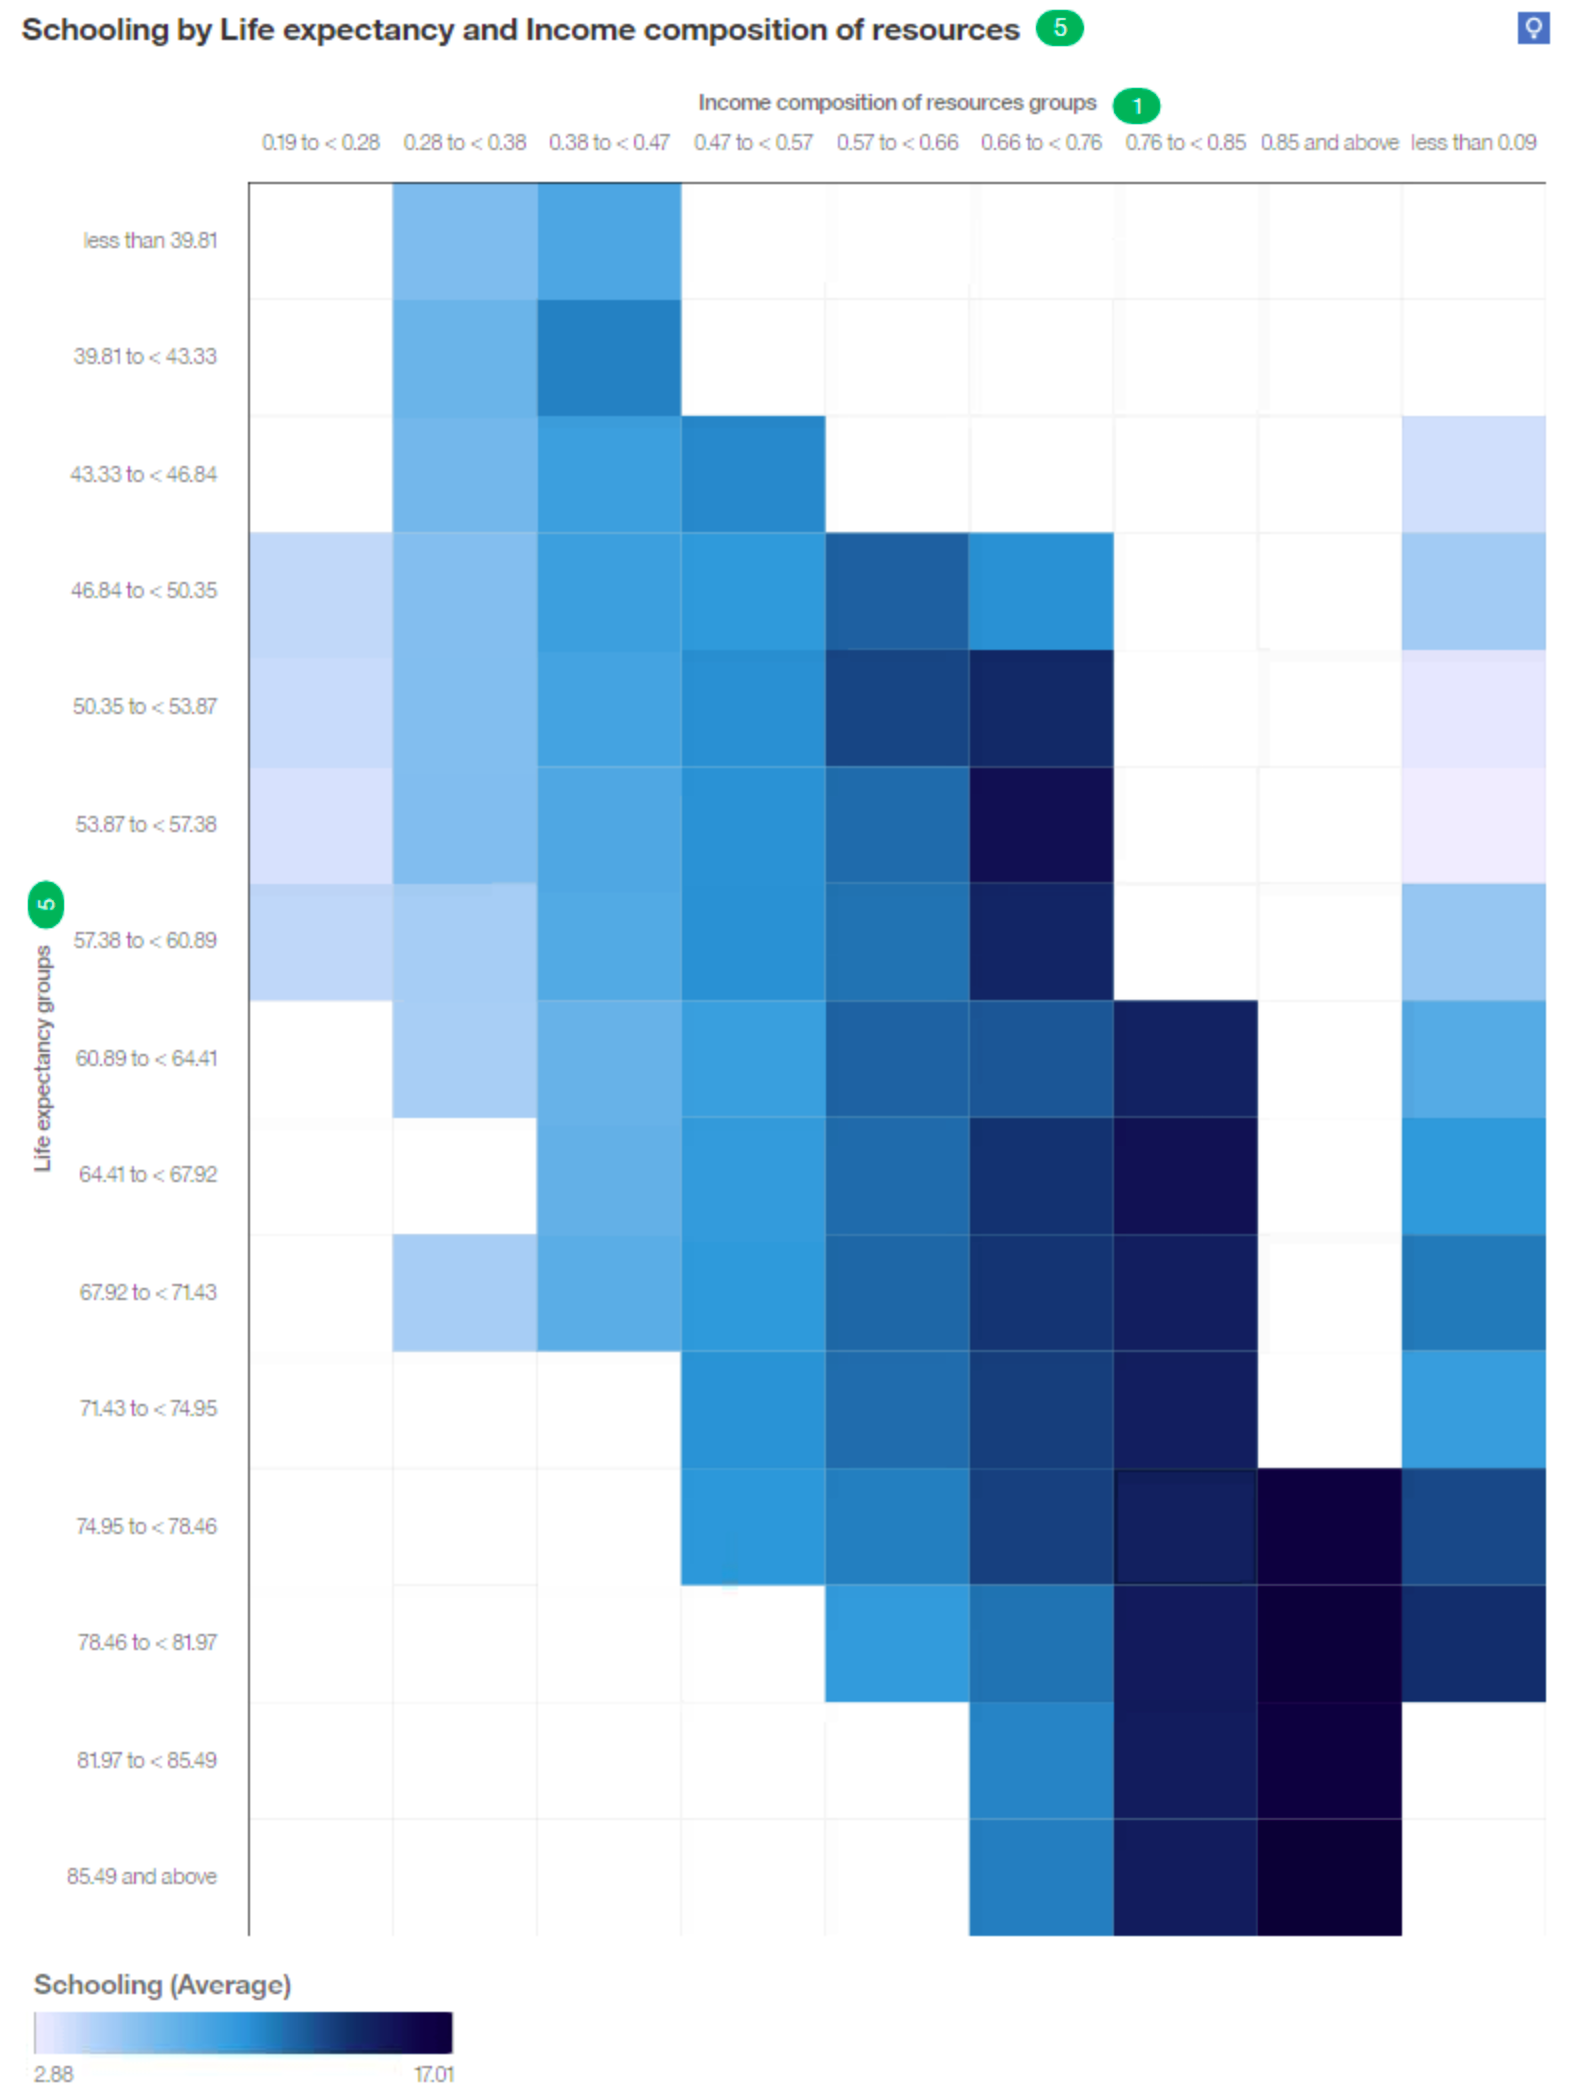 Schooling by Life expectancy and Income composition of resources 5
Income composition of resources groups 1
0.19 to < 0.28 0.28 to < 0.38 0.38 to < 0.47 0.47 to < 0.57 0.57 to < 0.66 0.66 to < 0.76 0.76 to < 0.85 0.85 and above less than 0.09
less than 39.81
39.81 to < 43.33
43.33 to < 46.84
46.84 to < 50.35
50.35 to < 53.87
53.87 to < 57.38
57.38 to < 60.89
60.89 to < 64.41
64.41 to < 67.92
67.92 to < 71.43
71.43 to < 74.95
74.95 to < 78.46
78.46 to < 81.97
81.97 to < 85.49
85.49 and above
Life expectancy groups 5
Schooling (Average)
2.88 17.01